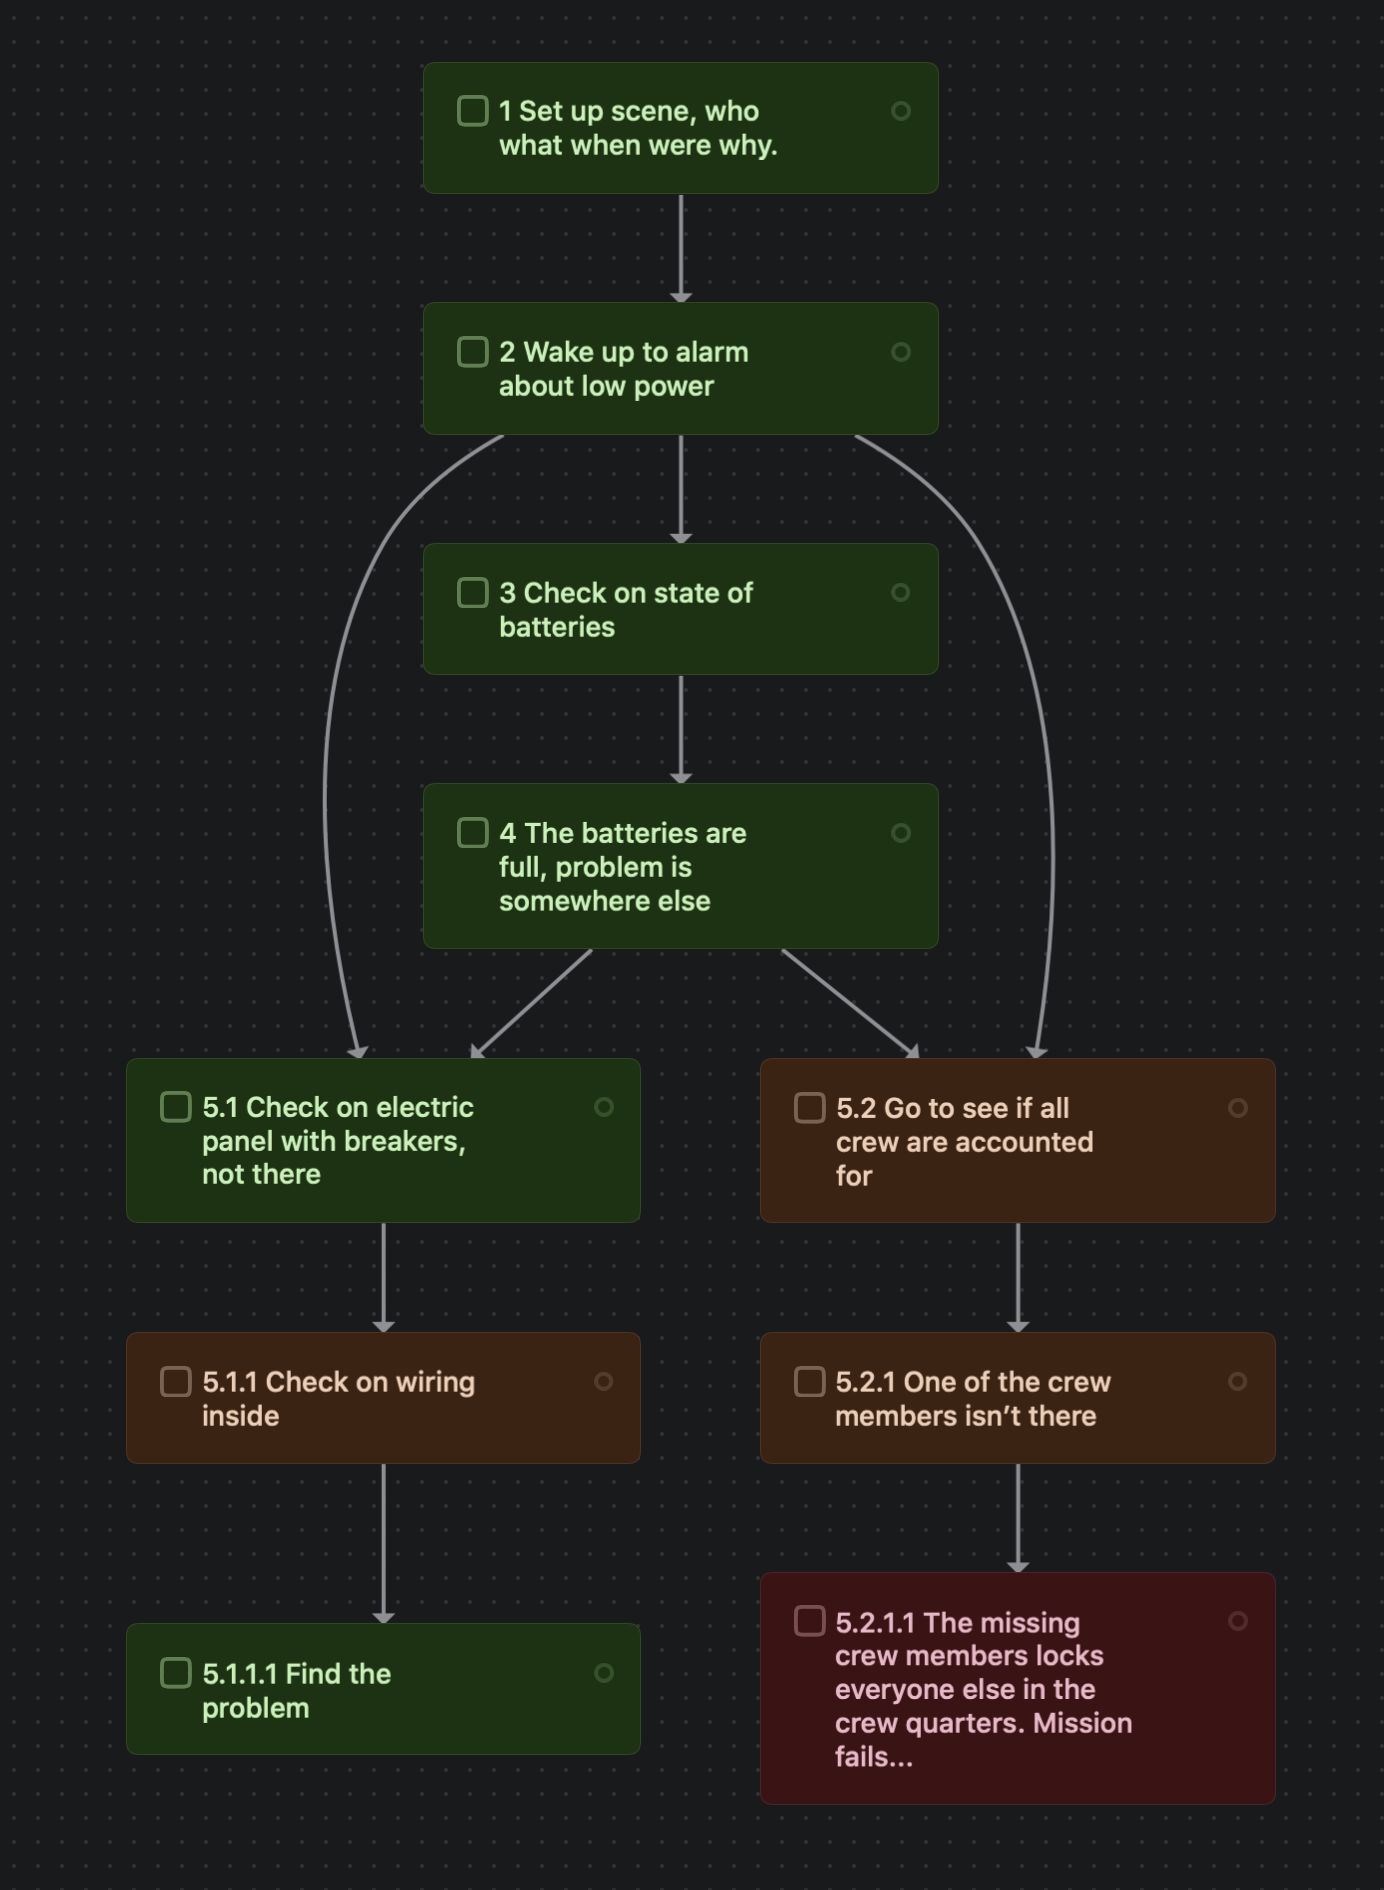 1 Set up scene, who
what when were why.
2 Wake up to alarm
about low power
3 Check on state of
batteries
4 The batteries are
full, problem is
somewhere else
5.1 Check on electric
panel with breakers,
not there
5.2 Go to see if all
crew are accounted
for
5.1.1 Check on wiring
inside
5.2.1 One of the crew
members isn’t there
5.1.1.1 Find the
problem
5.2.1.1 The missing
crew members locks
everyone else in the
crew quarters. Mission
fails...